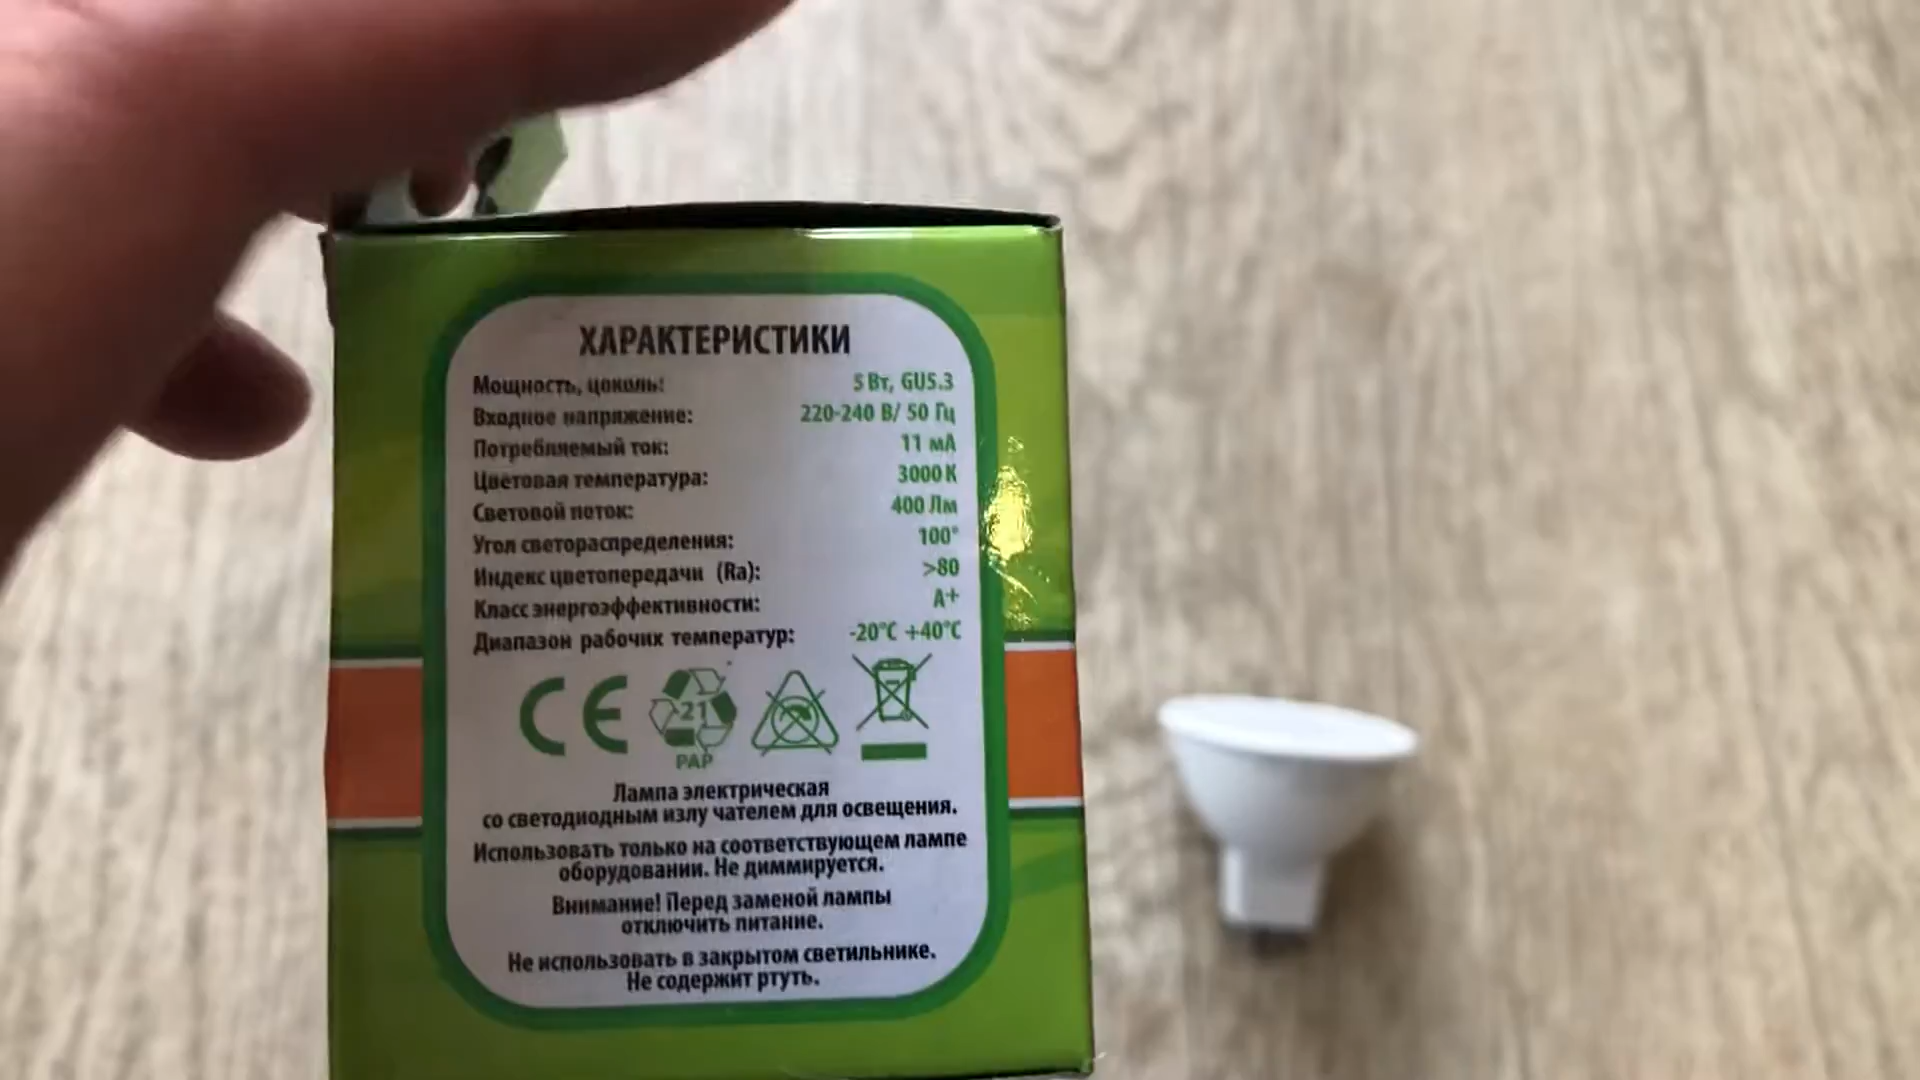 ХАРАКТЕРИСТИКИ
Мощность, цоколь: 5 Вт, GU5.3
Входное напряжение: 220-240 В/ 50 Гц
Потребляемый ток: 11 мА
Цветовая температура: 3000 К
Световой поток: 400 Лм
Угол светораспределения: 100°
Индекс цветопередачи (Ra): >80
Класс энергоэффективности: А+
Диапазон рабочих температур: -20°С +40°С
CE 21
PAP
Лампа электрическая
со светодиодным излу чателем для освещения.
Использовать только на соответствующем лампе
оборудовании. Не диммируется.
Внимание! Перед заменой лампы
отключить питание.
Не использовать в закрытом светильнике.
Не содержит ртуть.